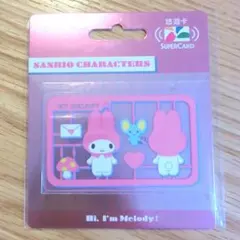 悠遊卡
SANRIO CHARACTERS
SUPERCARD
MY MELODY
Hi, I'm Melody!